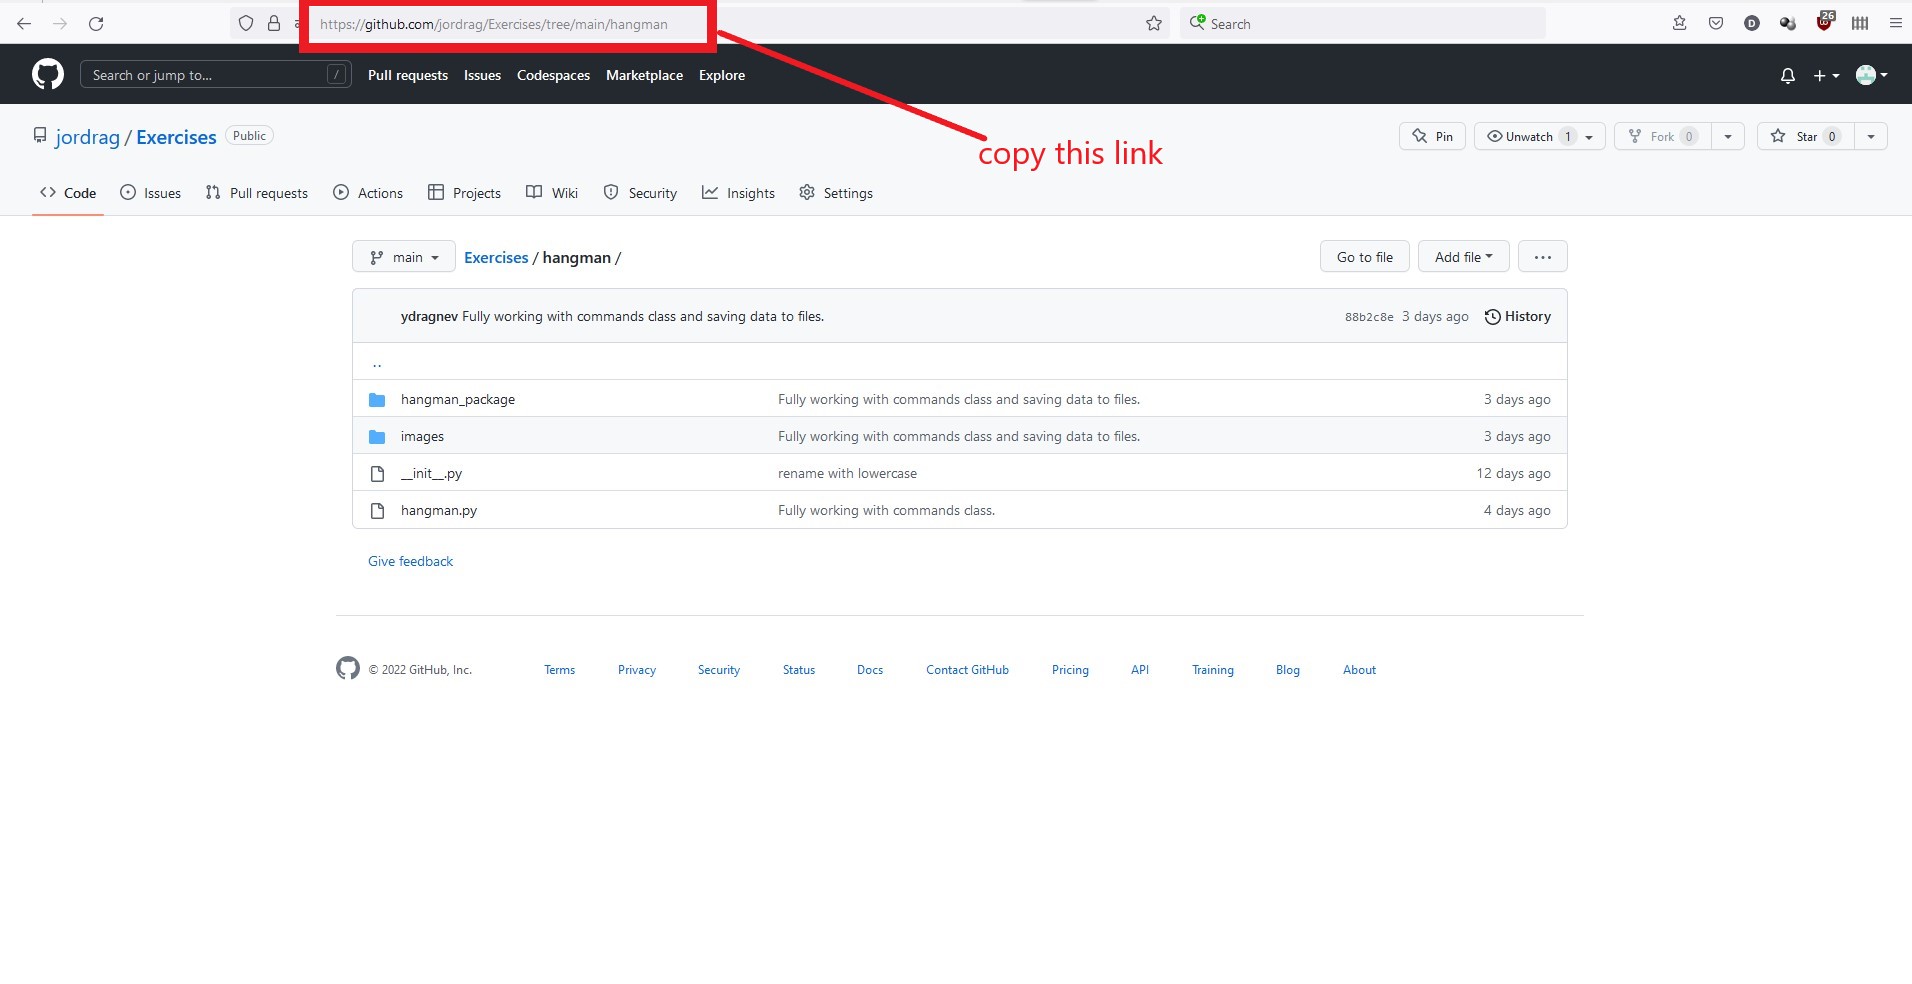 https://github.com/jordrag/Exercises/tree/main/hangman
Search
26
D
copy this link
Search or jump to... /
Pull requests Issues Codespaces Marketplace Explore
jordrag / Exercises Public
Pin Unwatch 1 Fork 0 Star 0
Code Issues Pull requests Actions Projects Wiki Security Insights Settings
main Exercises / hangman / Go to file Add file ...
ydragnev Fully working with commands class and saving data to files. 88b2c8e 3 days ago History
..
hangman_package Fully working with commands class and saving data to files. 3 days ago
images Fully working with commands class and saving data to files. 3 days ago
__init__.py rename with lowercase 12 days ago
hangman.py Fully working with commands class. 4 days ago
Give feedback
© 2022 GitHub, Inc. Terms Privacy Security Status Docs Contact GitHub Pricing API Training Blog About